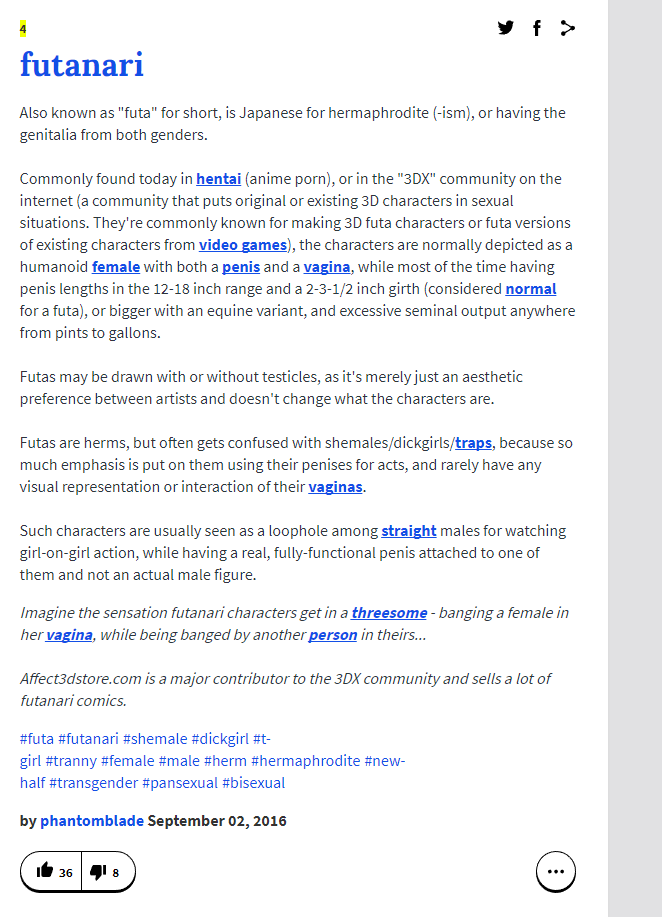 4
futanari
Also known as "futa" for short, is Japanese for hermaphrodite (-ism), or having the
genitalia from both genders.
Commonly found today in hentai (anime porn), or in the "3DX" community on the
internet (a community that puts original or existing 3D characters in sexual
situations. They're commonly known for making 3D futa characters or futa versions
of existing characters from video games), the characters are normally depicted as a
humanoid female with both a penis and a vagina, while most of the time having
penis lengths in the 12-18 inch range and a 2-3-1/2 inch girth (considered normal
for a futa), or bigger with an equine variant, and excessive seminal output anywhere
from pints to gallons.
Futas may be drawn with or without testicles, as it's merely just an aesthetic
preference between artists and doesn't change what the characters are.
Futas are herms, but often gets confused with shemales/dickgirls/traps, because so
much emphasis is put on them using their penises for acts, and rarely have any
visual representation or interaction of their vaginas.
Such characters are usually seen as a loophole among straight males for watching
girl-on-girl action, while having a real, fully-functional penis attached to one of
them and not an actual male figure.
Imagine the sensation futanari characters get in a threesome - banging a female in
her vagina, while being banged by another person in theirs...
Affect3dstore.com is a major contributor to the 3DX community and sells a lot of
futanari comics.
#futa #futanari #shemale #dickgirl #t-
girl #tranny #female #male #herm #hermaphrodite #new-
half #transgender #pansexual #bisexual
by phantomblade September 02, 2016
36 8